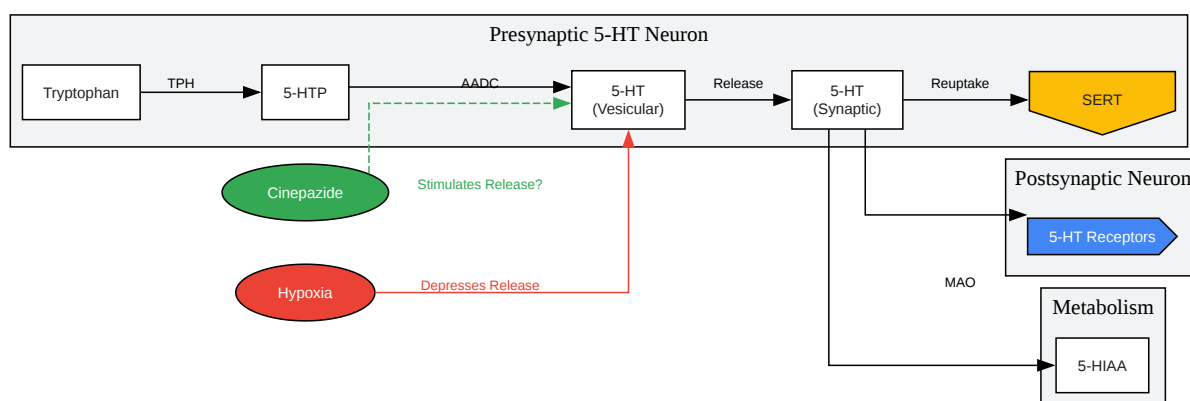 Presynaptic 5-HT Neuron
Tryptophan
TPH
5-HTP
AADC
5-HT
(Vesicular)
Release
5-HT
(Synaptic)
Reuptake
SERT
Cinepazide
Stimulates Release?
Postsynaptic Neuron
5-HT Receptors
Hypoxia
Depresses Release
MAO
Metabolism
5-HIAA